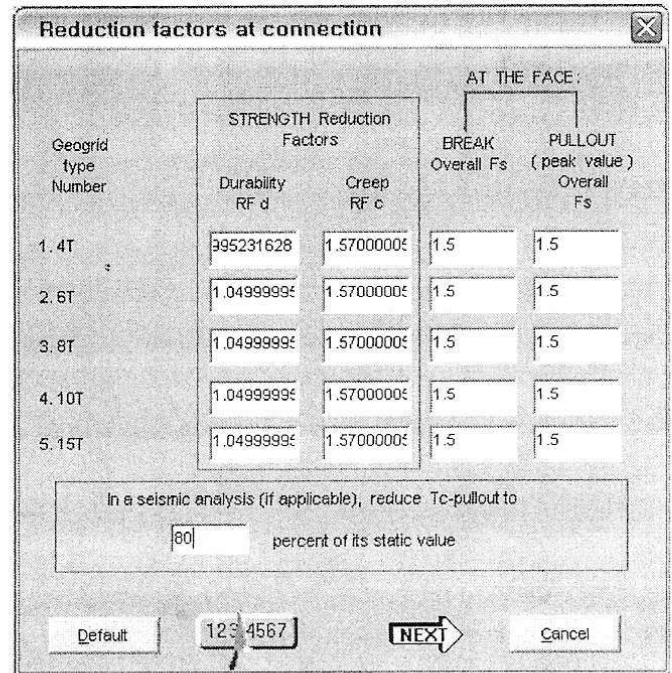 Reduction factors at connection
AT THE FACE:
STRENGTH Reduction
Factors
Geogrid
type
Number
Durability
RF d
Creep
RF c
BREAK
Overall Fs
PULLOUT
( peak value )
Overall
Fs
1. 4T 995231628 1.57000005 1.5 1.5
2. 6T 1.04999995 1.57000005 1.5 1.5
3. 8T 1.04999995 1.57000005 1.5 1.5
4. 10T 1.04999995 1.57000005 1.5 1.5
5. 15T 1.04999995 1.57000005 1.5 1.5
In a seismic analysis (if applicable), reduce Tc-pullout to
80 percent of its static value
Default 1234567 NEXT Cancel